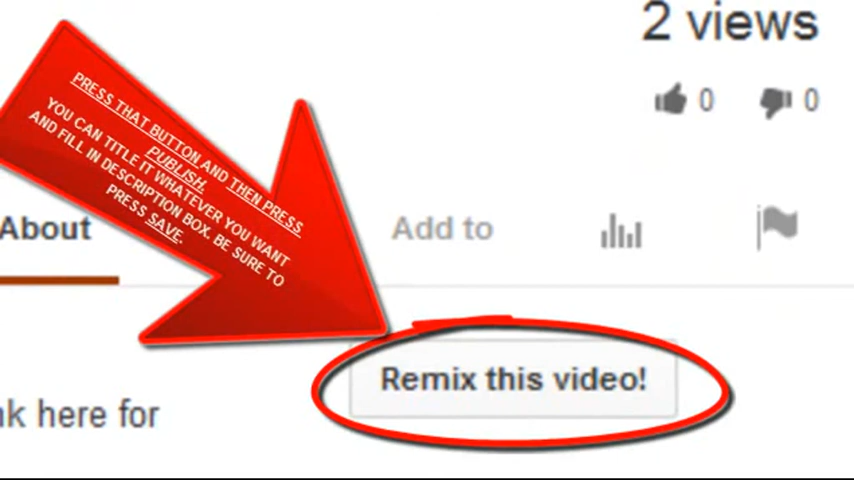 2 views
0 0
PRESS THAT BUTTON AND THEN PRESS
PUBLISH.
YOU CAN TITLE IT WHATEVER YOU WANT
AND FILL IN DESCRIPTION BOX. BE SURE TO
PRESS SAVE.
About Add to
Remix this video!
nk here for